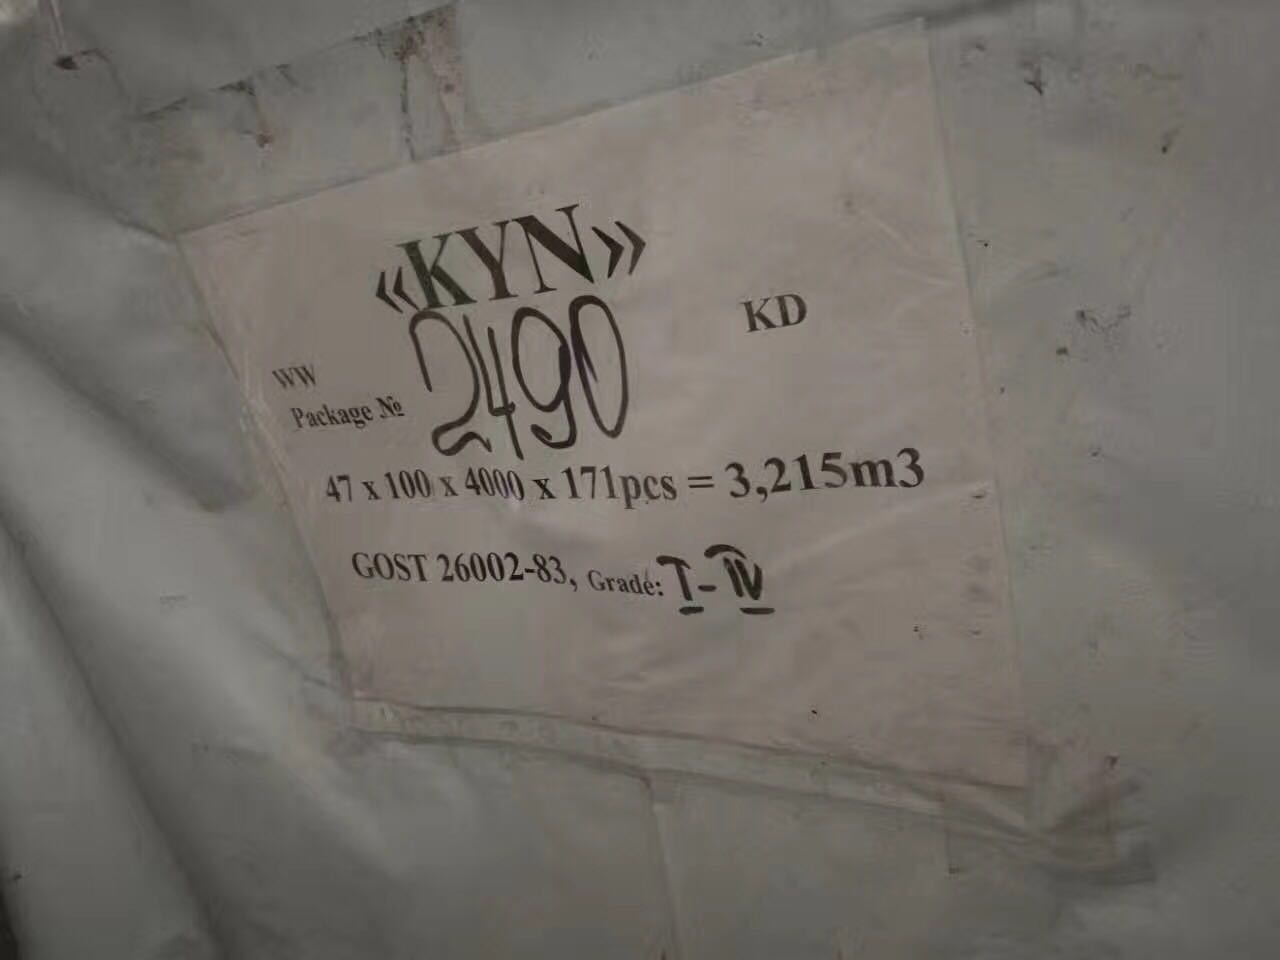 «KYN»
2490
KD
WW
Package №
47 x 100 x 4000 x 171pcs = 3,215m3
GOST 26002-83, Grade: I-IV